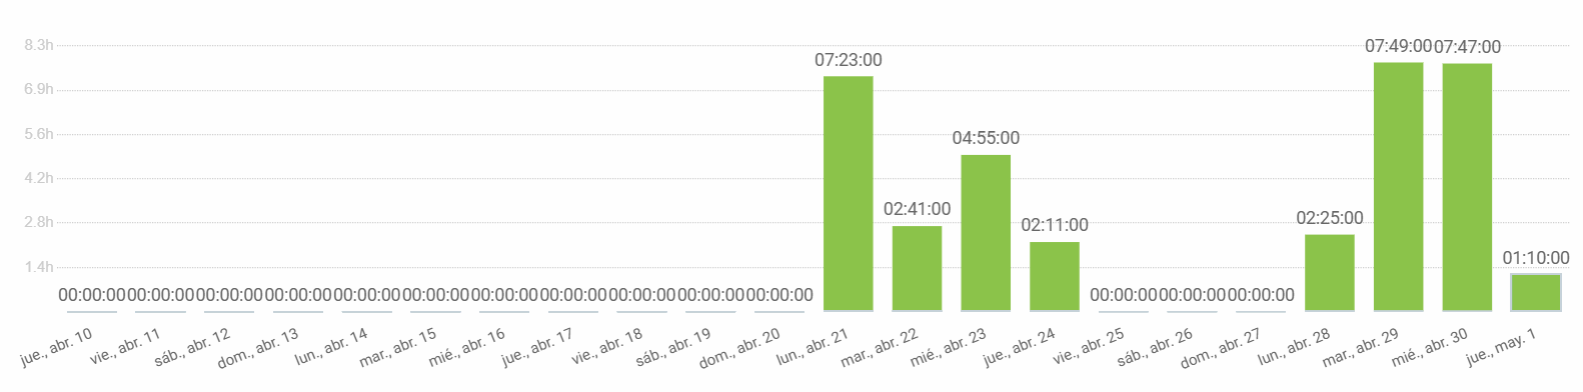 8.3h
6.9h
5.6h
4.2h
2.8h
1.4h
00:00:00 00:00:00 00:00:00 00:00:00 00:00:00 00:00:00 00:00:00 00:00:00 00:00:00 00:00:00 00:00:00 07:23:00 02:41:00 04:55:00 02:11:00 00:00:00 00:00:00 00:00:00 02:25:00 07:49:00 07:47:00 01:10:00
jue., abr. 10
vie., abr. 11
sáb., abr. 12
dom., abr. 13
lun., abr. 14
mar., abr. 15
mié., abr. 16
jue., abr. 17
vie., abr. 18
sáb., abr. 19
dom., abr. 20
lun., abr. 21
mar., abr. 22
mié., abr. 23
jue., abr. 24
vie., abr. 25
sáb., abr. 26
dom., abr. 27
lun., abr. 28
mar., abr. 29
mié., abr. 30
jue., may. 1